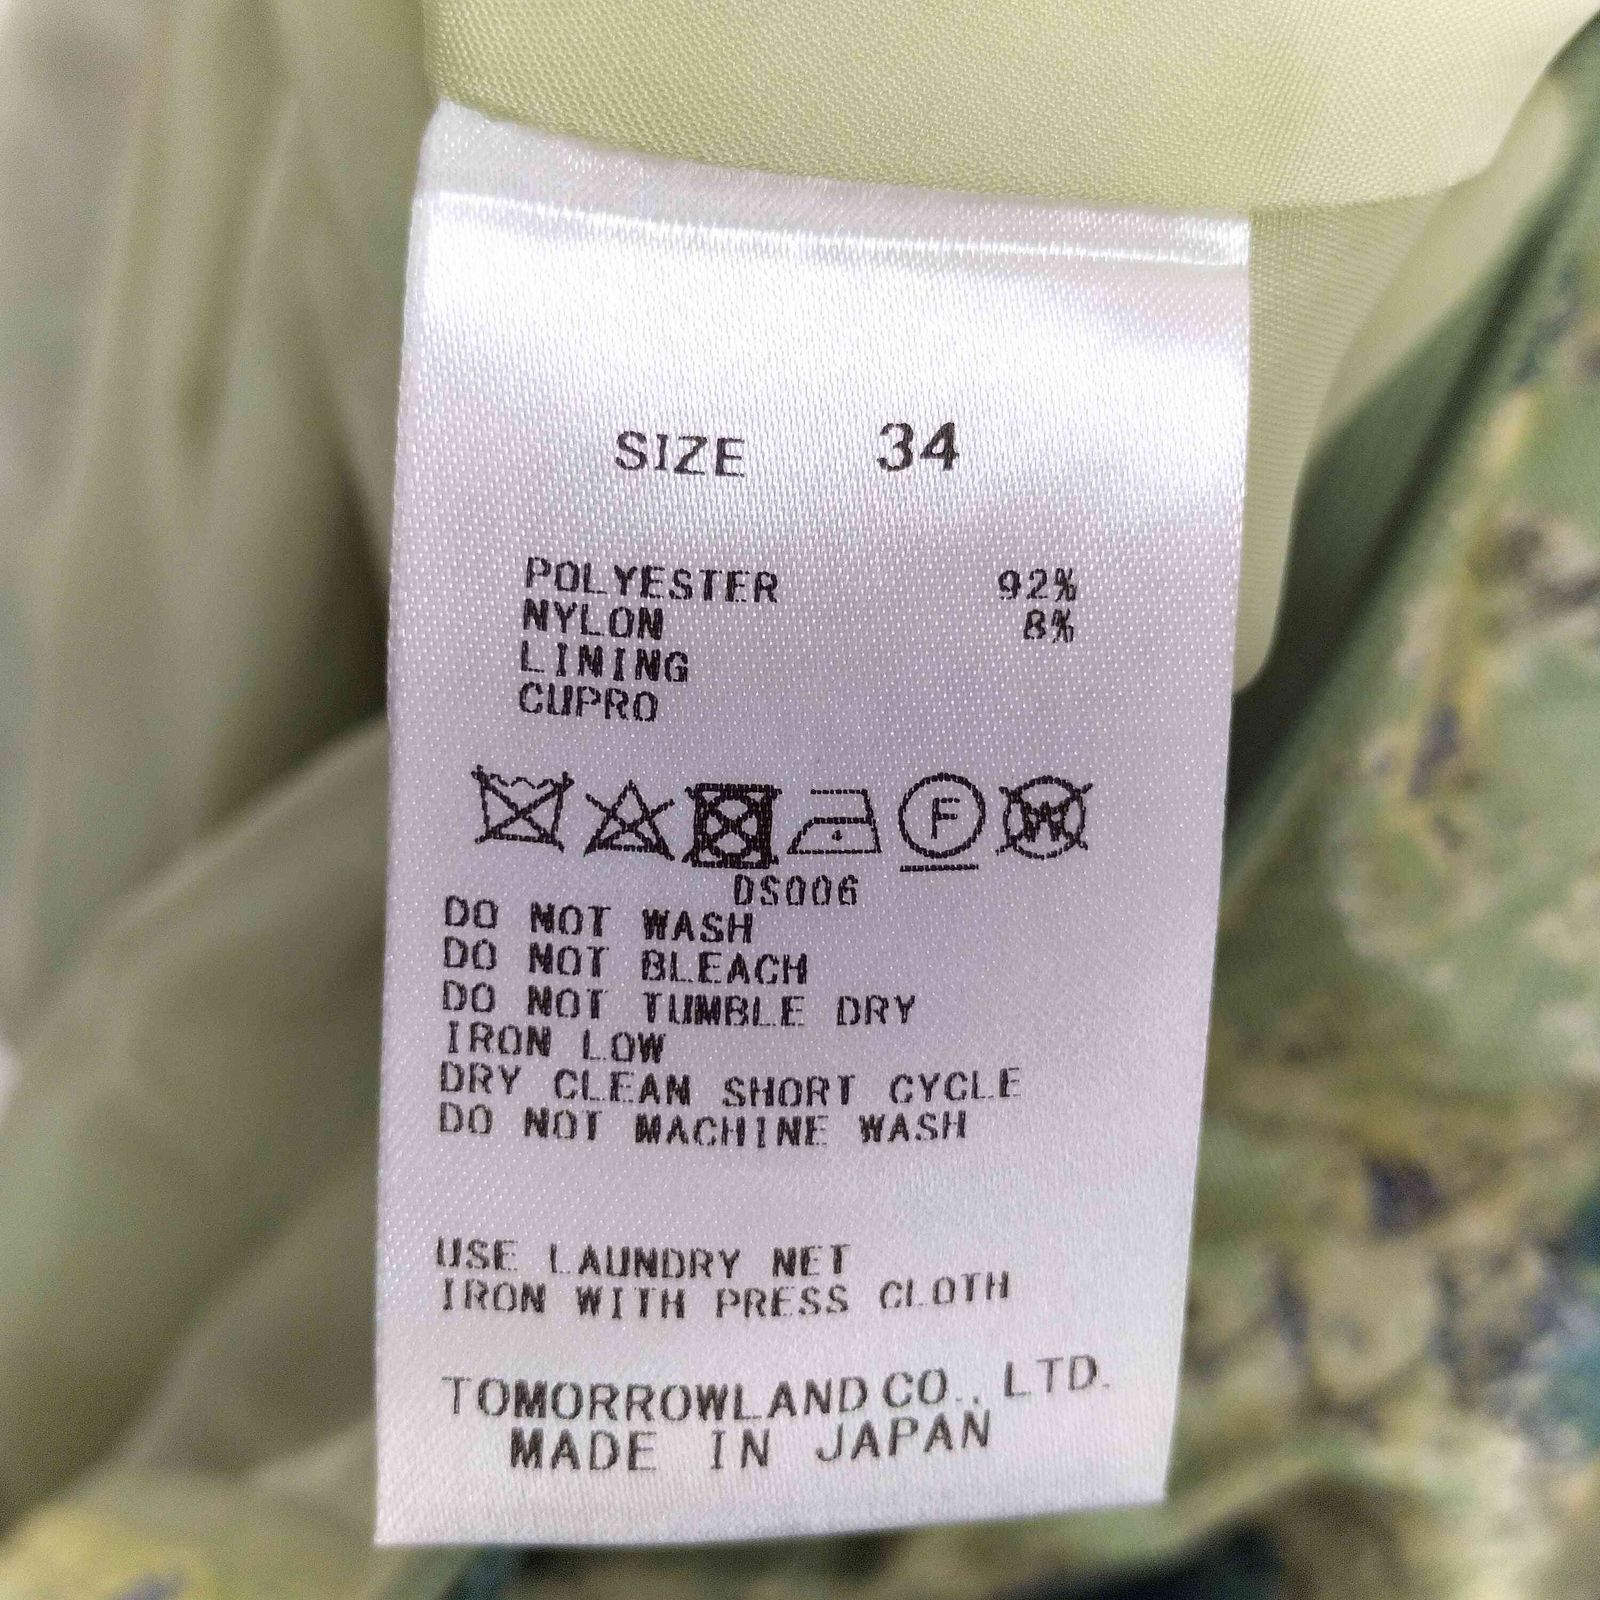 SIZE 34
POLYESTER 92%
NYLON 8%
LINING
CUPRO
F W
DS006
DO NOT WASH
DO NOT BLEACH
DO NOT TUMBLE DRY
IRON LOW
DRY CLEAN SHORT CYCLE
DO NOT MACHINE WASH
USE LAUNDRY NET
IRON WITH PRESS CLOTH
TOMORROWLAND CO., LTD.
MADE IN JAPAN